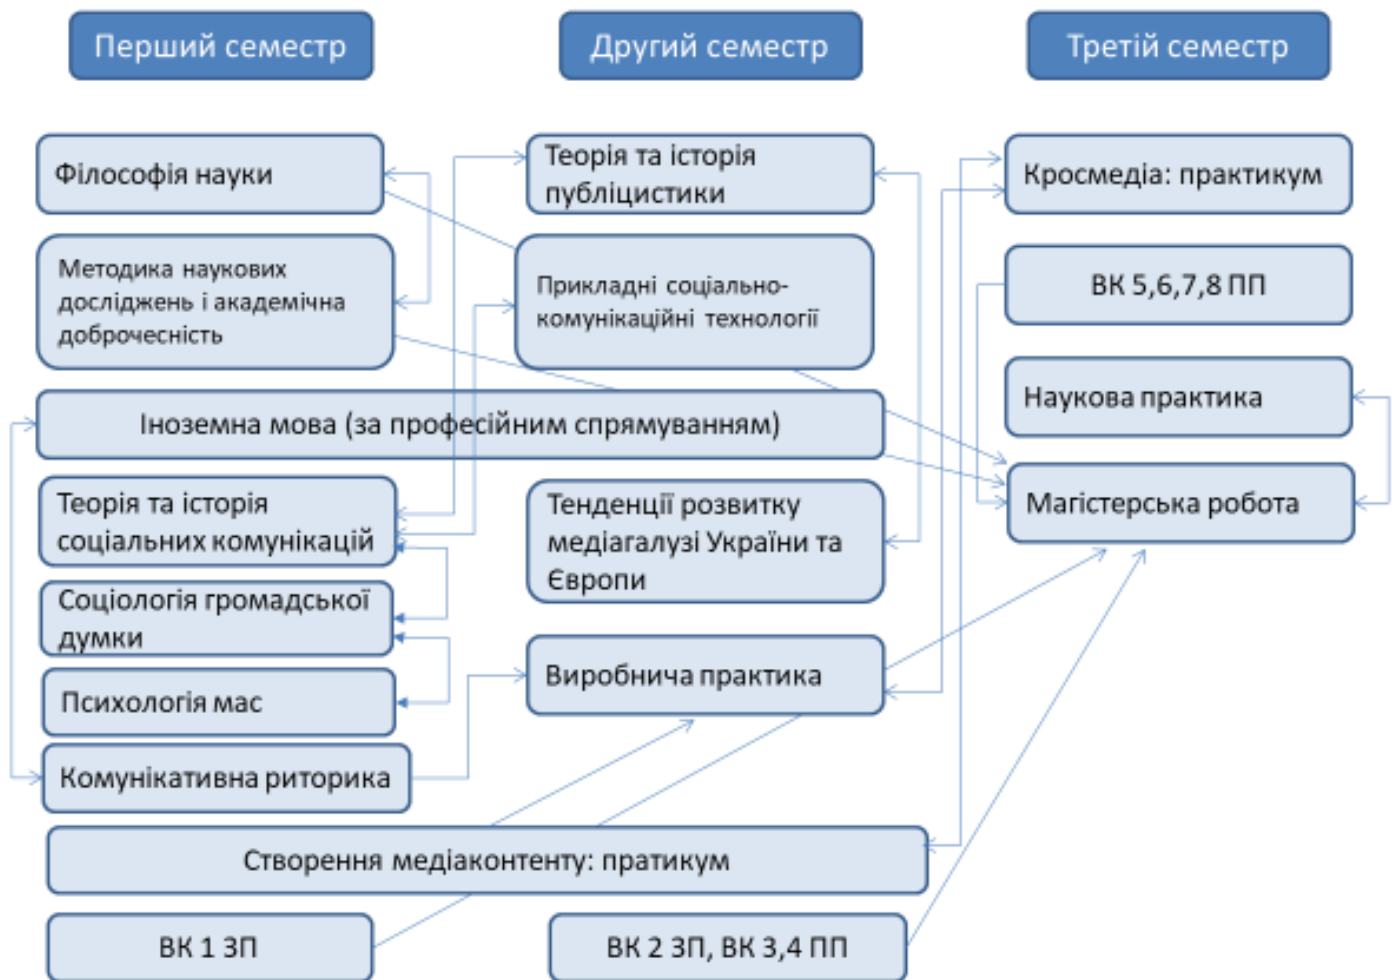 Перший семестр
Другий семестр
Третій семестр
Філософія науки
Методика наукових
досліджень і академічна
доброчесність
Іноземна мова (за професійним спрямуванням)
Теорія та історія
соціальних комунікацій
Соціологія громадської
думки
Психологія мас
Комунікативна риторика
Створення медіаконтенту: пратикум
ВК 1 ЗП
Теорія та історія
публіцистики
Прикладні соціально-
комунікаційні технології
Тенденції розвитку
медіагалузі України та
Європи
Виробнича практика
ВК 2 ЗП, ВК 3,4 ПП
Кросмедіа: практикум
ВК 5,6,7,8 ПП
Наукова практика
Магістерська робота